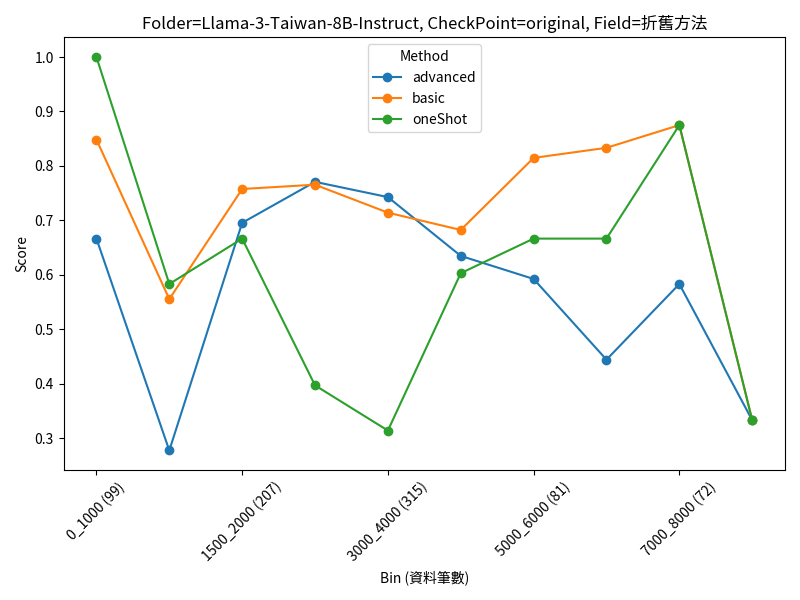 Folder=Llama-3-Taiwan-8B-Instruct, CheckPoint=original, Field=折舊方法
Method
advanced
basic
oneShot
Score
1.0
0.9
0.8
0.7
0.6
0.5
0.4
0.3
0_1000 (99)
1500_2000 (207)
3000_4000 (315)
5000_6000 (81)
7000_8000 (72)
Bin (資料筆數)